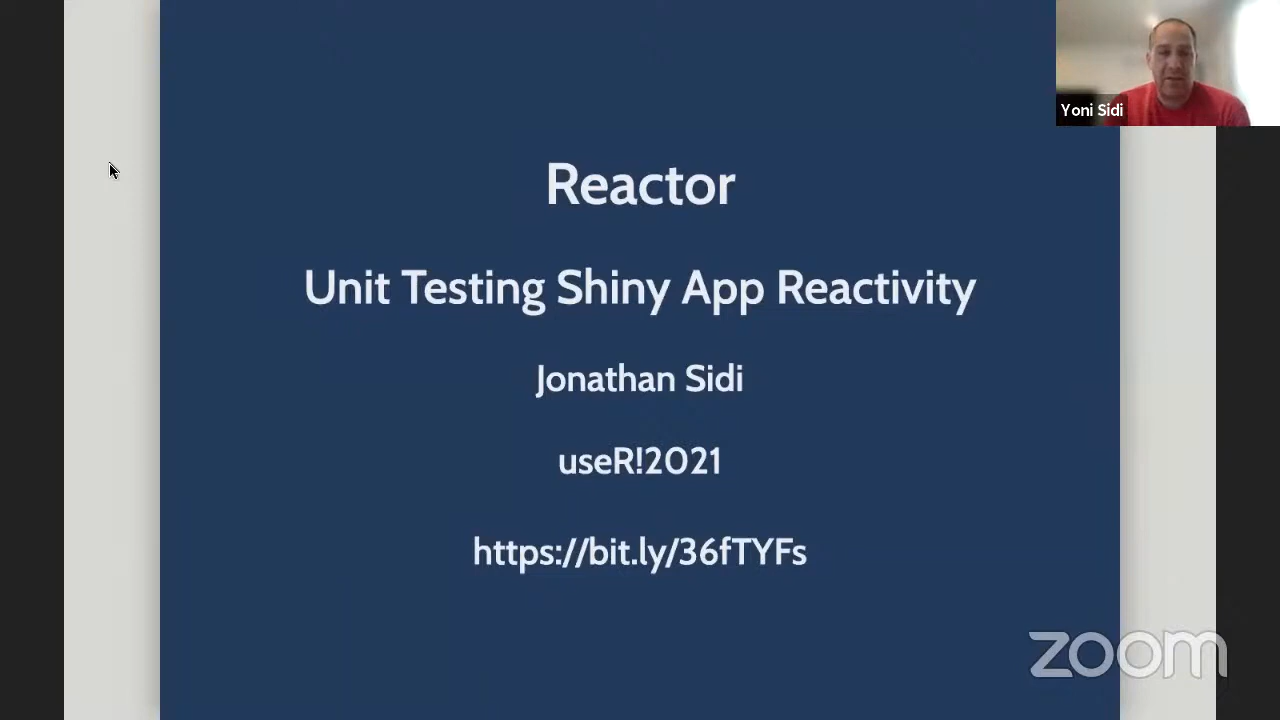 Yoni Sidi
Reactor
Unit Testing Shiny App Reactivity
Jonathan Sidi
useR!2021
https://bit.ly/36fTYFs
zoom